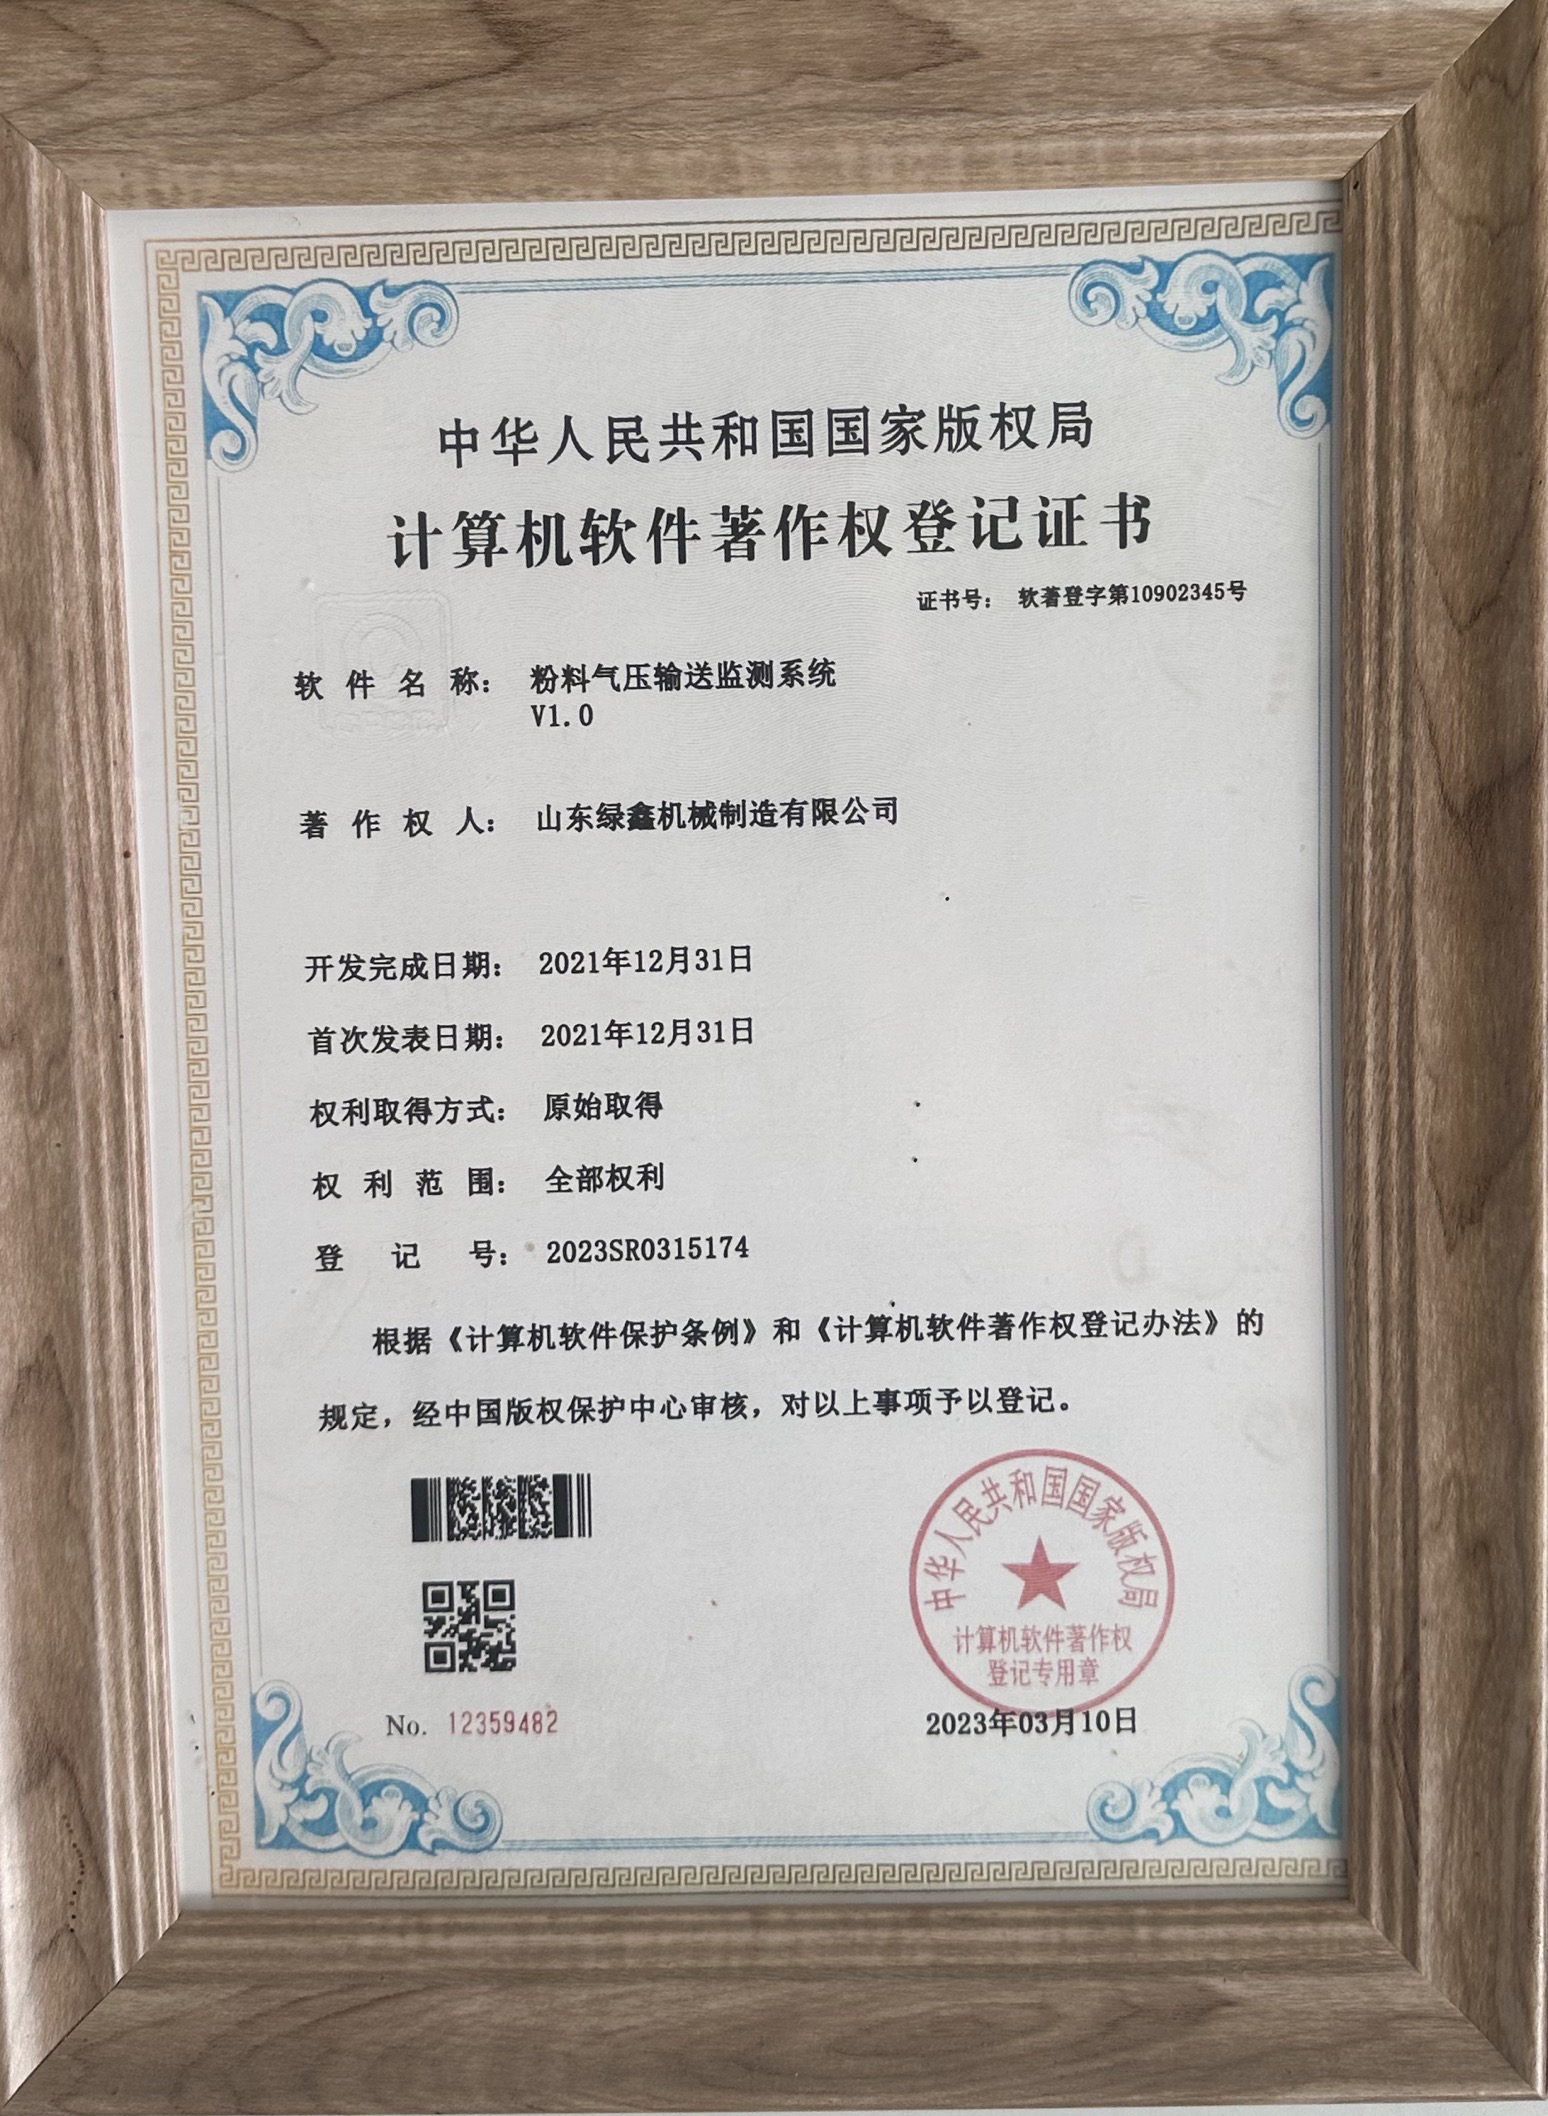 中华人民共和国国家版权局
计算机软件著作权登记证书
证书号： 软著登字第10902345号
软件名称： 粉料气压输送监测系统
V1.0
著作权人： 山东绿鑫机械制造有限公司
开发完成日期： 2021年12月31日
首次发表日期： 2021年12月31日
权利取得方式： 原始取得
权利范围： 全部权利
登记号： 2023SR0315174
根据《计算机软件保护条例》和《计算机软件著作权登记办法》的
规定，经中国版权保护中心审核，对以上事项予以登记。
中华人民共和国国家版权局
计算机软件著作权
登记专用章
No. 12359482
2023年03月10日